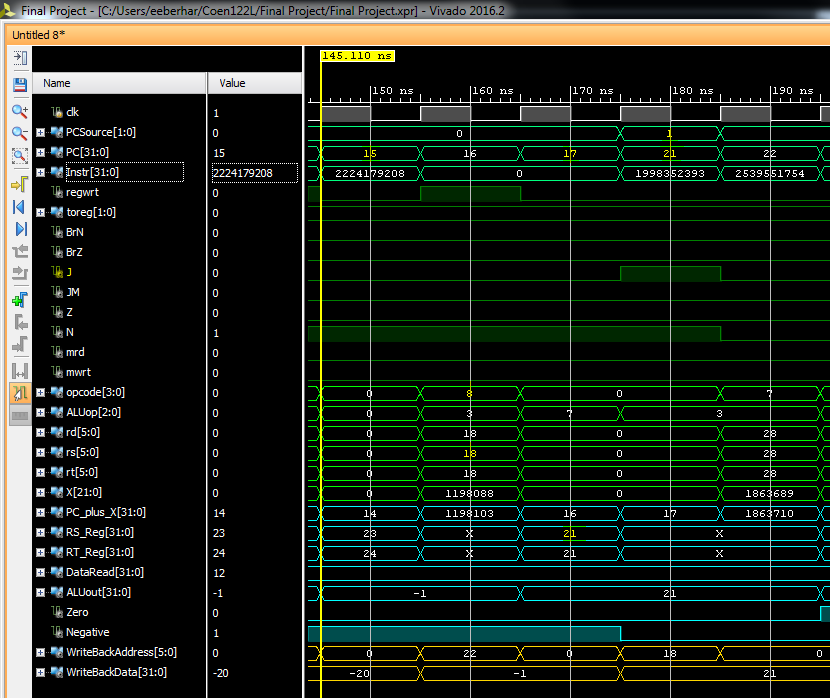 Final Project - [C:/Users/eeberhar/Coen122L/Final Project/Final Project.xpr] - Vivado 2016.2
Untitled 8*
145.110 ns
Name Value
150 ns 160 ns 170 ns 180 ns 190 ns
clk 1
PCSource[1:0] 0 0 1
PC[31:0] 15 15 16 17 21 22
Instr[31:0] 2224179208 2224179208 0 1998352393 2539551754
regwrt 0
toreg[1:0] 0
BrN 0
BrZ 0
J 0
JM 0
Z 0
N 1
mrd 0
mwrt 0
opcode[3:0] 0 0 8 0 7
ALUop[2:0] 0 0 3 7 3
rd[5:0] 0 0 18 0 28
rs[5:0] 0 0 18 0 28
rt[5:0] 0 0 18 0 28
X[21:0] 0 0 1198088 0 1863689
PC_plus_X[31:0] 14 14 1198103 16 17 1863710
RS_Reg[31:0] 23 23 X 21 X
RT_Reg[31:0] 24 24 X 21 X
DataRead[31:0] 12
ALUout[31:0] -1 -1 21
Zero 0
Negative 1
WriteBackAddress[5:0] 0 0 22 0 18 0
WriteBackData[31:0] -20 -20 -1 21